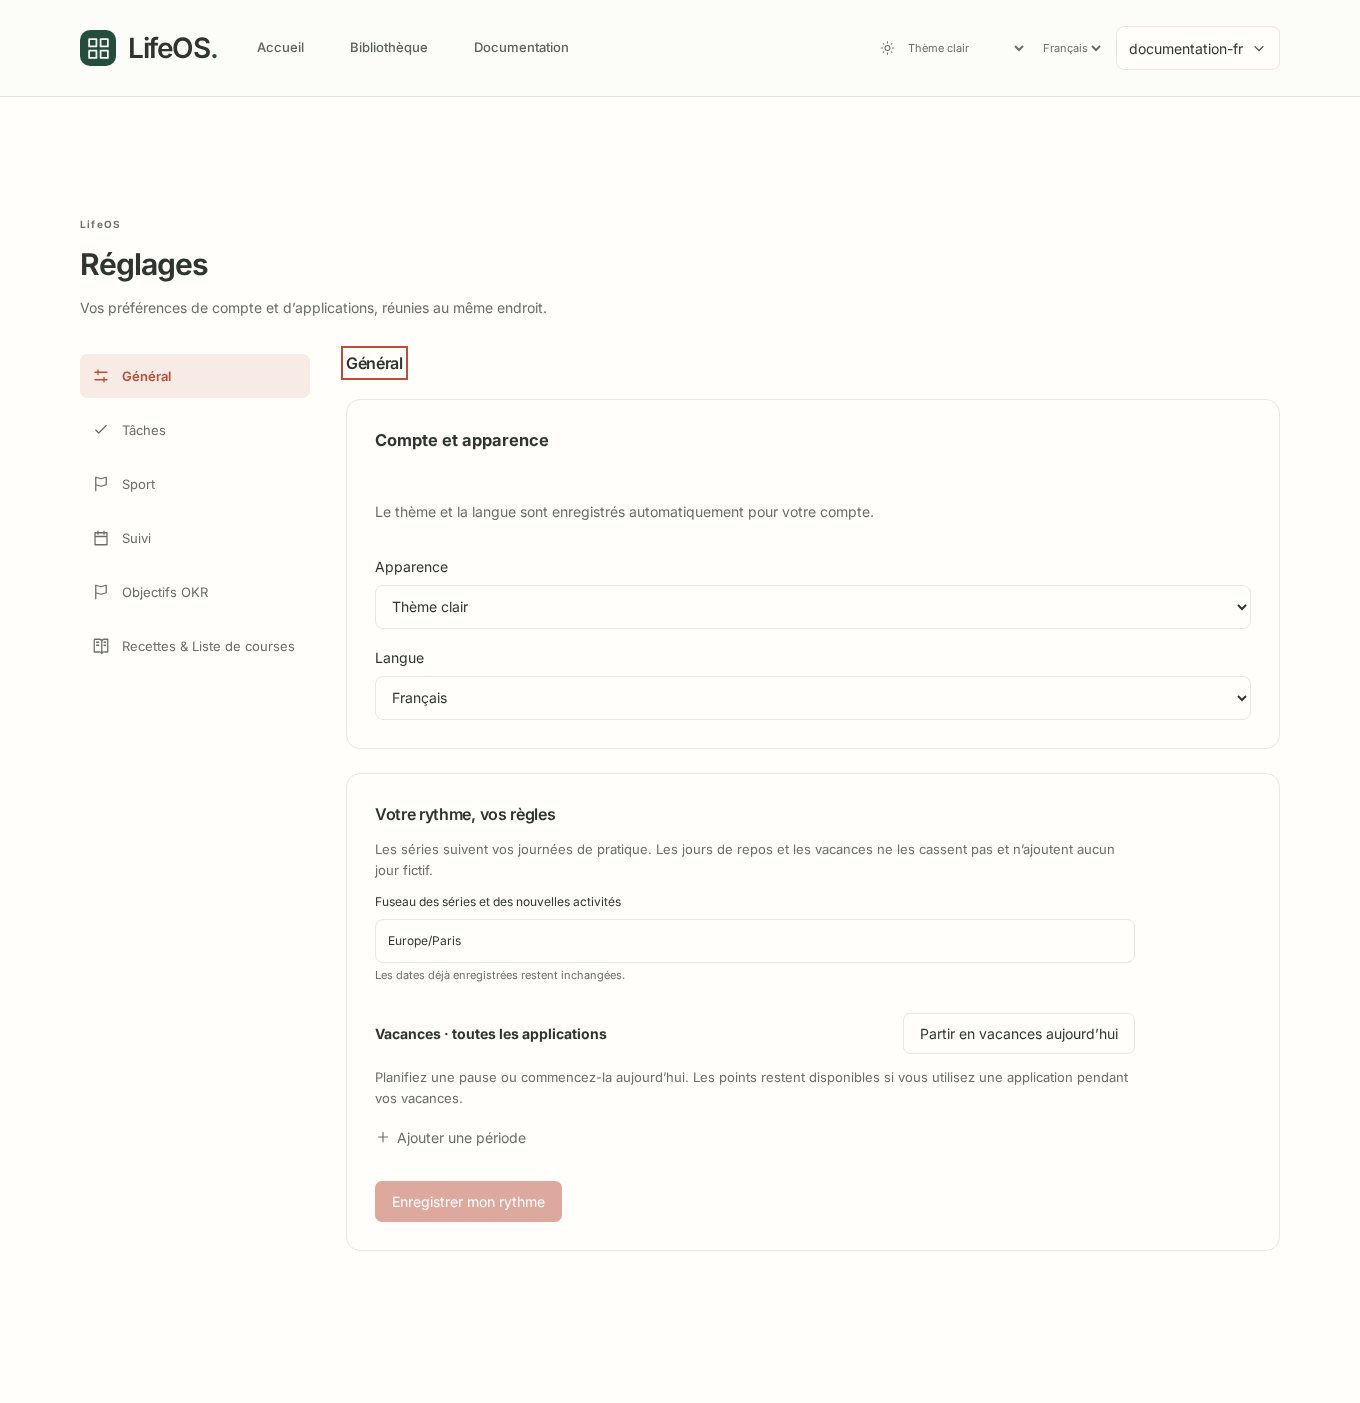 LifeOS.
Accueil
Bibliothèque
Documentation
Thème clair
Français
documentation-fr
LifeOS
Réglages
Vos préférences de compte et d’applications, réunies au même endroit.
Général
Tâches
Sport
Suivi
Objectifs OKR
Recettes & Liste de courses
Général
Compte et apparence
Le thème et la langue sont enregistrés automatiquement pour votre compte.
Apparence
Thème clair
Langue
Français
Votre rythme, vos règles
Les séries suivent vos journées de pratique. Les jours de repos et les vacances ne les cassent pas et n’ajoutent aucun
jour fictif.
Fuseau des séries et des nouvelles activités
Europe/Paris
Les dates déjà enregistrées restent inchangées.
Vacances · toutes les applications
Partir en vacances aujourd’hui
Planifiez une pause ou commencez-la aujourd’hui. Les points restent disponibles si vous utilisez une application pendant
vos vacances.
Ajouter une période
Enregistrer mon rythme